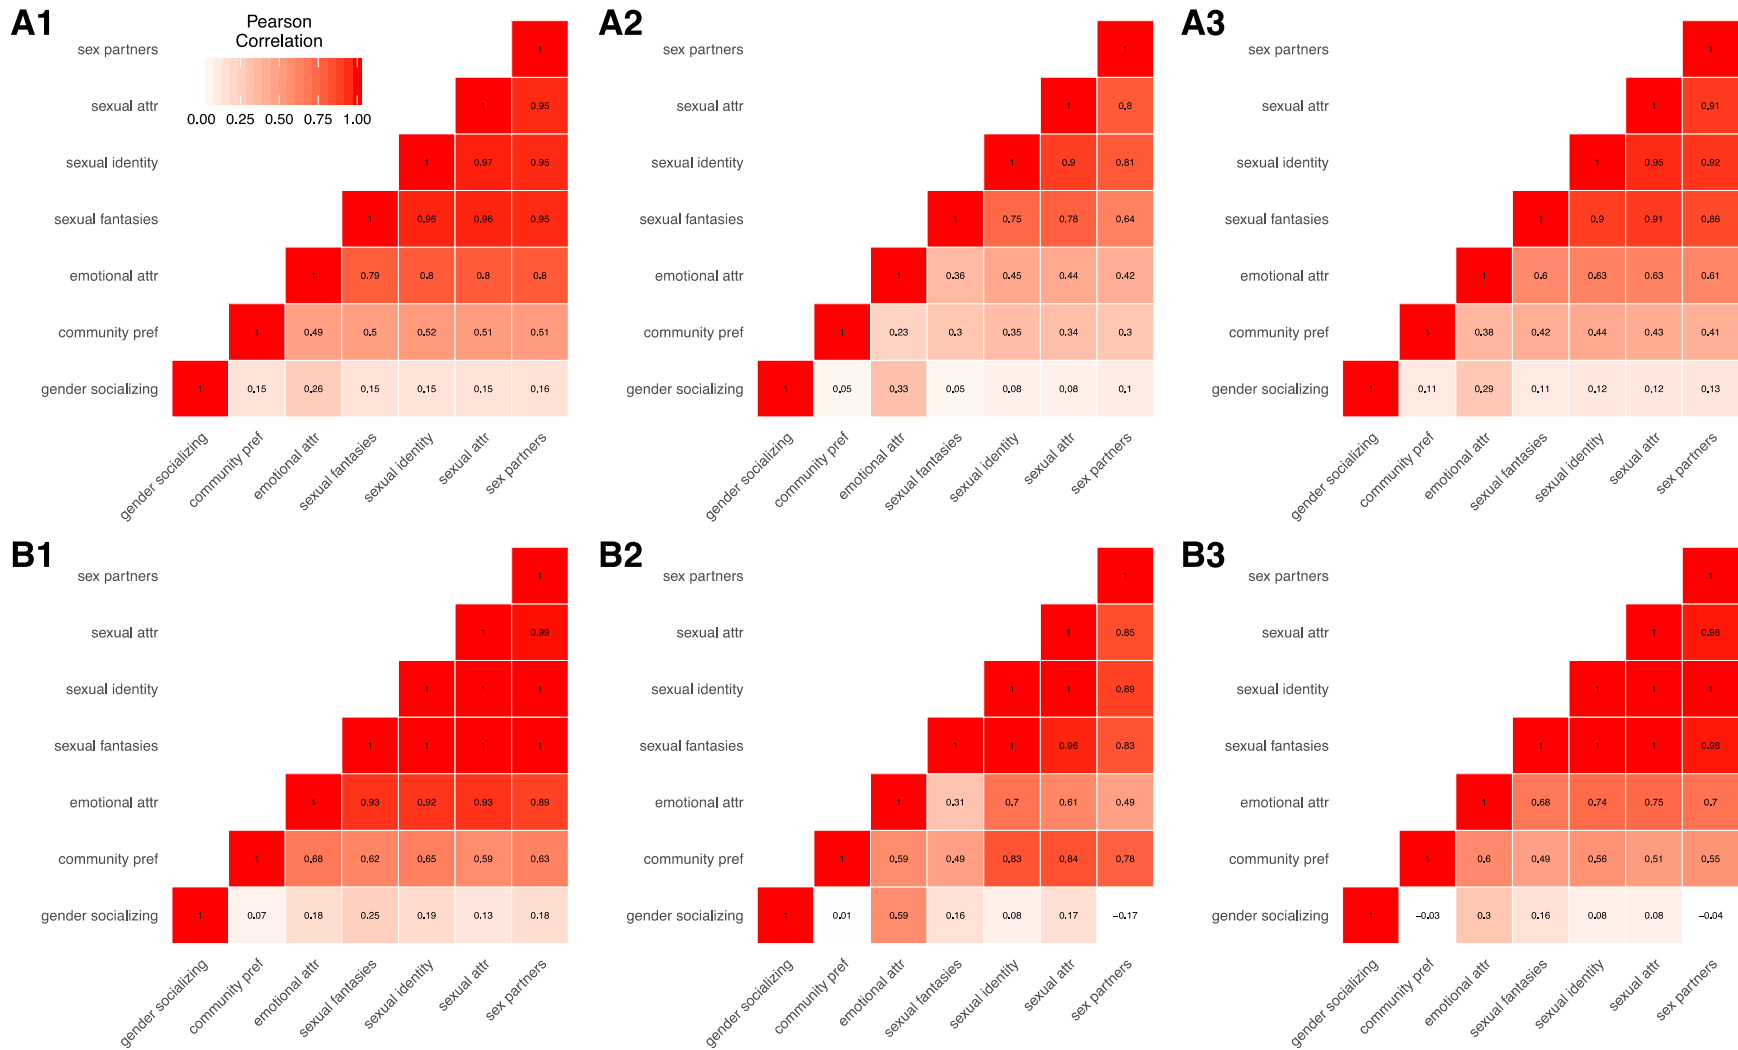 A1
Pearson
Correlation
0.00 0.25 0.50 0.75 1.00
sex partners 1
sexual attr 1 0.95
sexual identity 1 0.97 0.95
sexual fantasies 1 0.96 0.96 0.95
emotional attr 1 0.79 0.8 0.8 0.8
community pref 1 0.49 0.5 0.52 0.51 0.51
gender socializing 1 0.15 0.26 0.15 0.15 0.15 0.16
gender socializing community pref emotional attr sexual fantasies sexual identity sexual attr sex partners
A2
sex partners 1
sexual attr 1 0.8
sexual identity 1 0.9 0.81
sexual fantasies 1 0.75 0.78 0.64
emotional attr 1 0.36 0.45 0.44 0.42
community pref 1 0.23 0.3 0.35 0.34 0.3
gender socializing 1 0.05 0.33 0.05 0.08 0.08 0.1
gender socializing community pref emotional attr sexual fantasies sexual identity sexual attr sex partners
A3
sex partners 1
sexual attr 1 0.91
sexual identity 1 0.95 0.92
sexual fantasies 1 0.9 0.91 0.86
emotional attr 1 0.6 0.63 0.63 0.61
community pref 1 0.38 0.42 0.44 0.43 0.41
gender socializing 1 0.11 0.29 0.11 0.12 0.12 0.13
gender socializing community pref emotional attr sexual fantasies sexual identity sexual attr sex partners
B1
sex partners 1
sexual attr 1 0.99
sexual identity 1 1 1
sexual fantasies 1 1 1 1
emotional attr 1 0.93 0.92 0.93 0.89
community pref 1 0.68 0.62 0.65 0.59 0.63
gender socializing 1 0.07 0.18 0.25 0.19 0.13 0.18
gender socializing community pref emotional attr sexual fantasies sexual identity sexual attr sex partners
B2
sex partners 1
sexual attr 1 0.85
sexual identity 1 1 0.89
sexual fantasies 1 1 0.96 0.83
emotional attr 1 0.31 0.7 0.61 0.49
community pref 1 0.59 0.49 0.83 0.84 0.78
gender socializing 1 0.01 0.59 0.16 0.08 0.17 −0.17
gender socializing community pref emotional attr sexual fantasies sexual identity sexual attr sex partners
B3
sex partners 1
sexual attr 1 0.98
sexual identity 1 1 1
sexual fantasies 1 1 1 0.98
emotional attr 1 0.68 0.74 0.75 0.7
community pref 1 0.6 0.49 0.56 0.51 0.55
gender socializing 1 −0.03 0.3 0.16 0.08 0.08 −0.04
gender socializing community pref emotional attr sexual fantasies sexual identity sexual attr sex partners